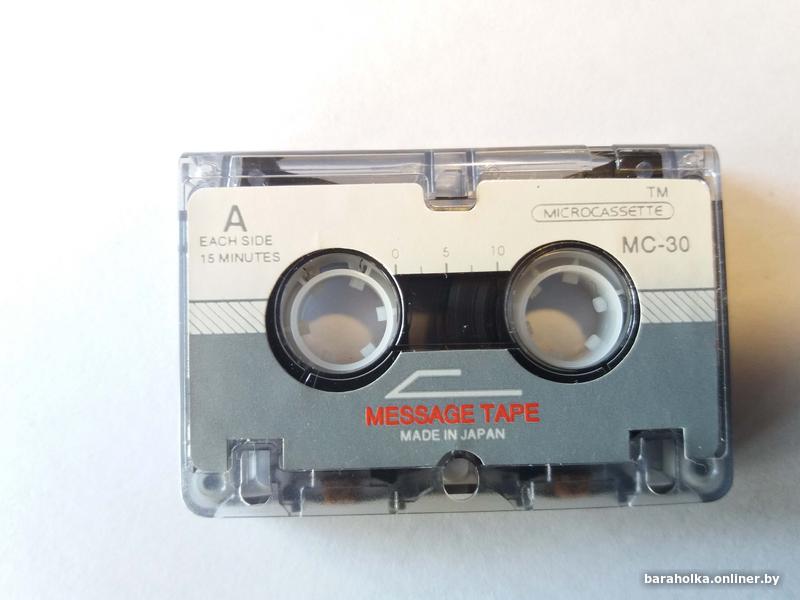 TM
MICROCASSETTE
A
EACH SIDE
15 MINUTES
MC-30
0 5 10
MESSAGE TAPE
MADE IN JAPAN
baraholka.onliner.by